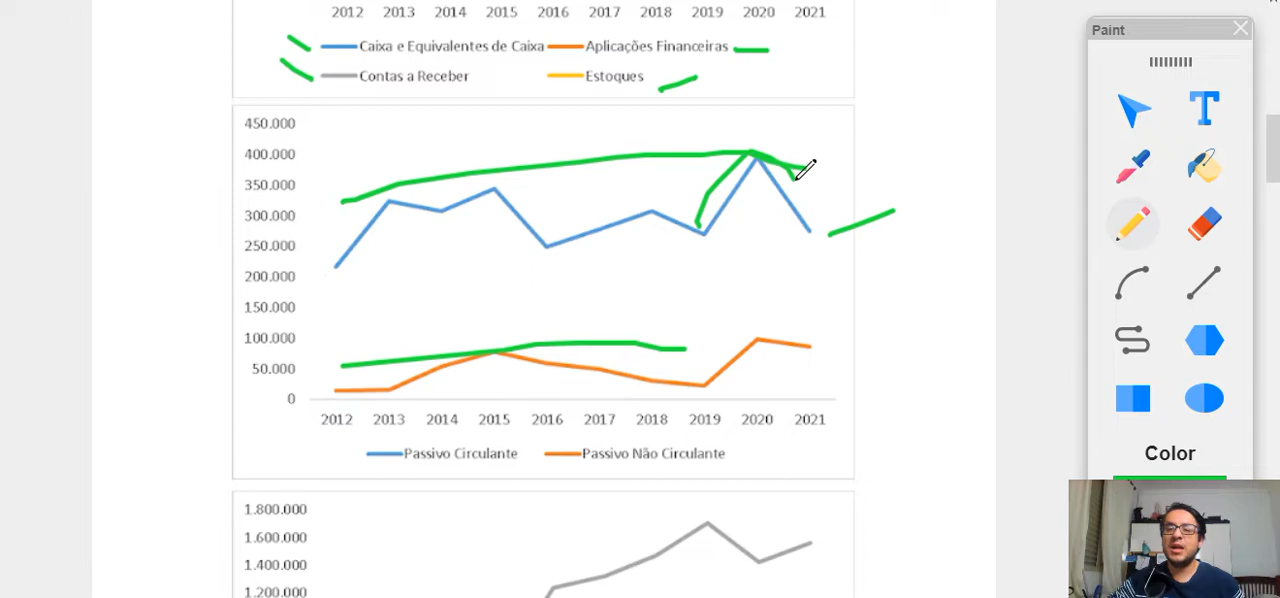 2012 2013 2014 2015 2016 2017 2018 2019 2020 2021
Caixa e Equivalentes de Caixa Aplicações Financeiras
Contas a Receber Estoques
450.000
400.000
350.000
300.000
250.000
200.000
150.000
100.000
50.000
0
2012 2013 2014 2015 2016 2017 2018 2019 2020 2021
Passivo Circulante Passivo Não Circulante
1.800.000
1.600.000
1.400.000
1.200.000
Paint
T
Color